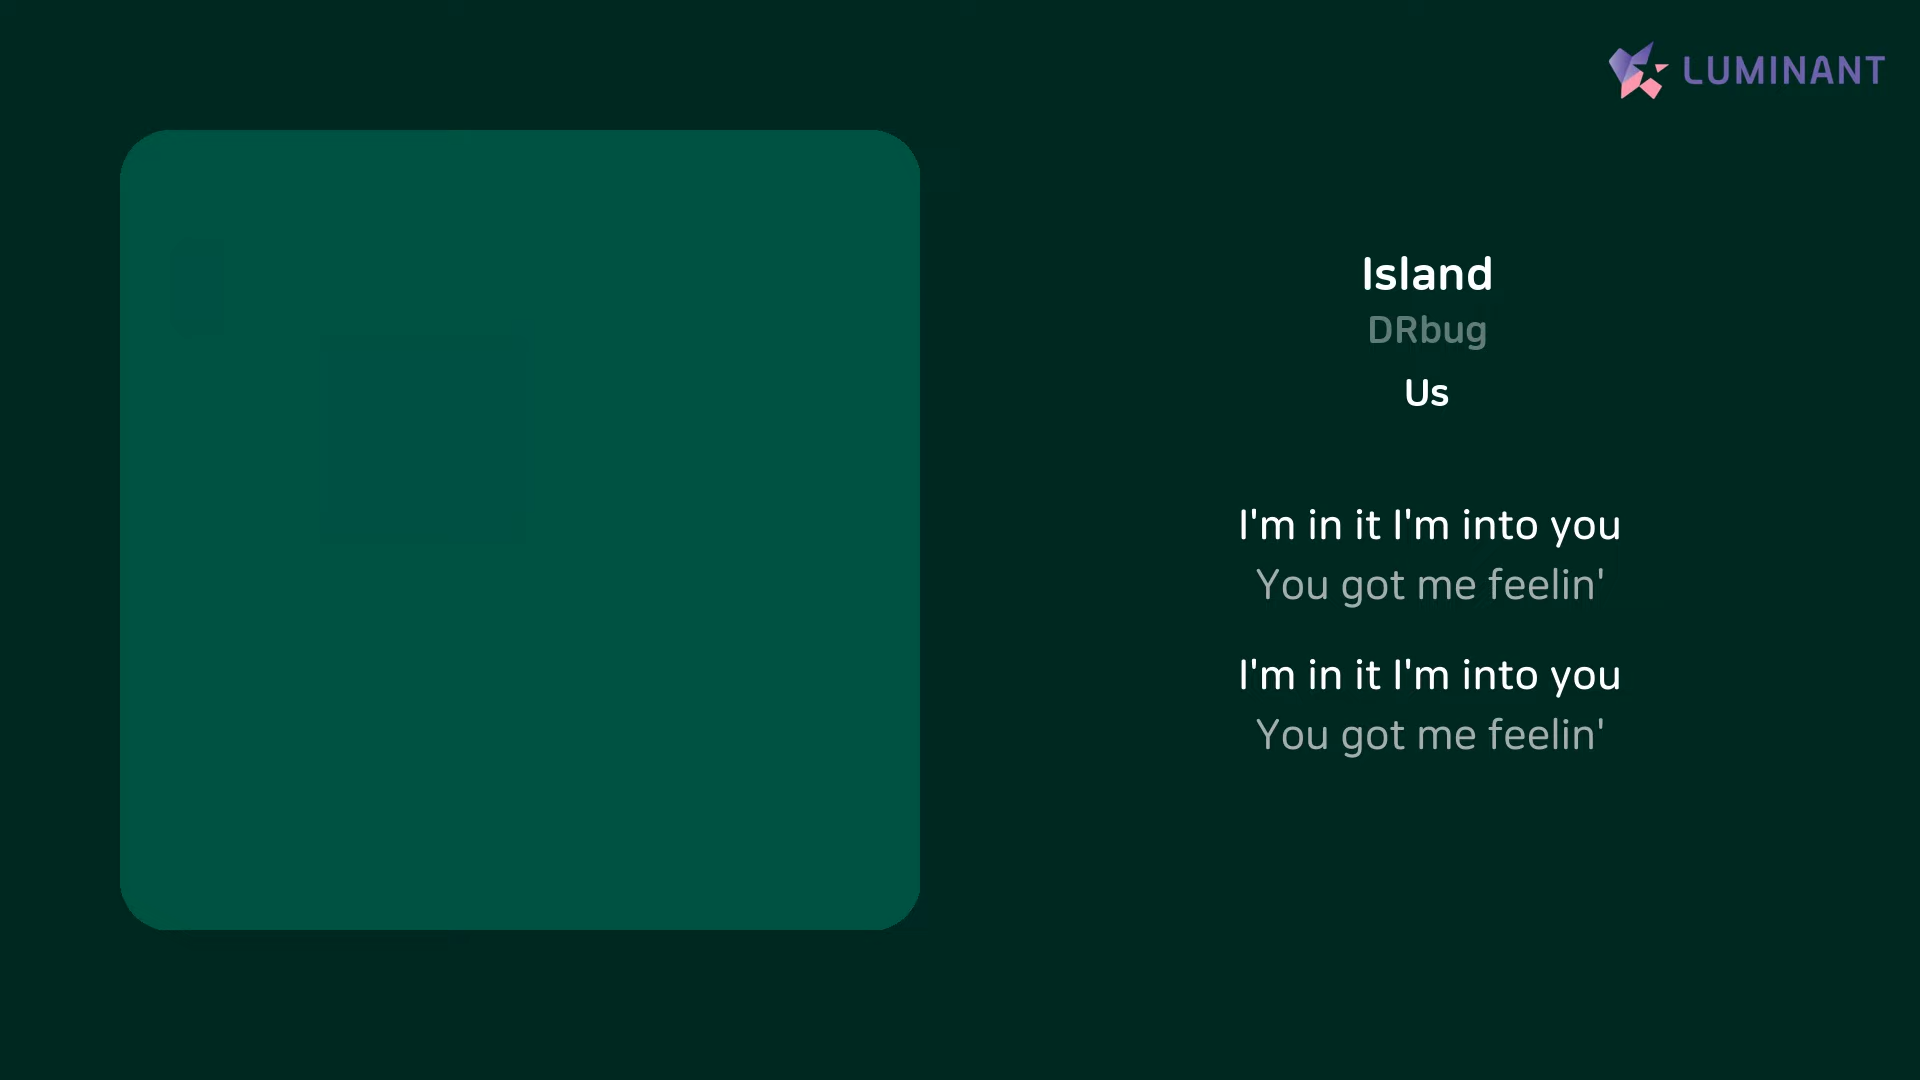 LUMINANT
Island
DRbug
Us
I'm in it I'm into you
You got me feelin'
I'm in it I'm into you
You got me feelin'